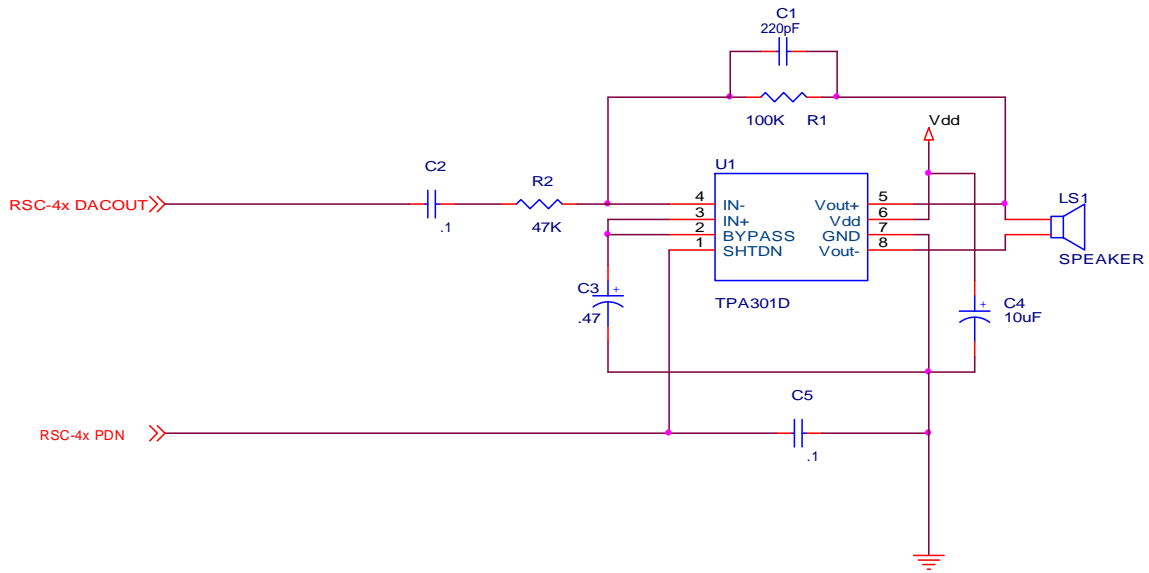 C1
220pF
100K R1
Vdd
C2
R2
U1
RSC-4x DACOUT
.1
47K
4 IN- Vout+ 5
3 IN+ Vdd 6
2 BYPASS GND 7
1 SHTDN Vout- 8
LS1
SPEAKER
C3 +
.47
TPA301D
+ C4
10uF
C5
RSC-4x PDN
.1